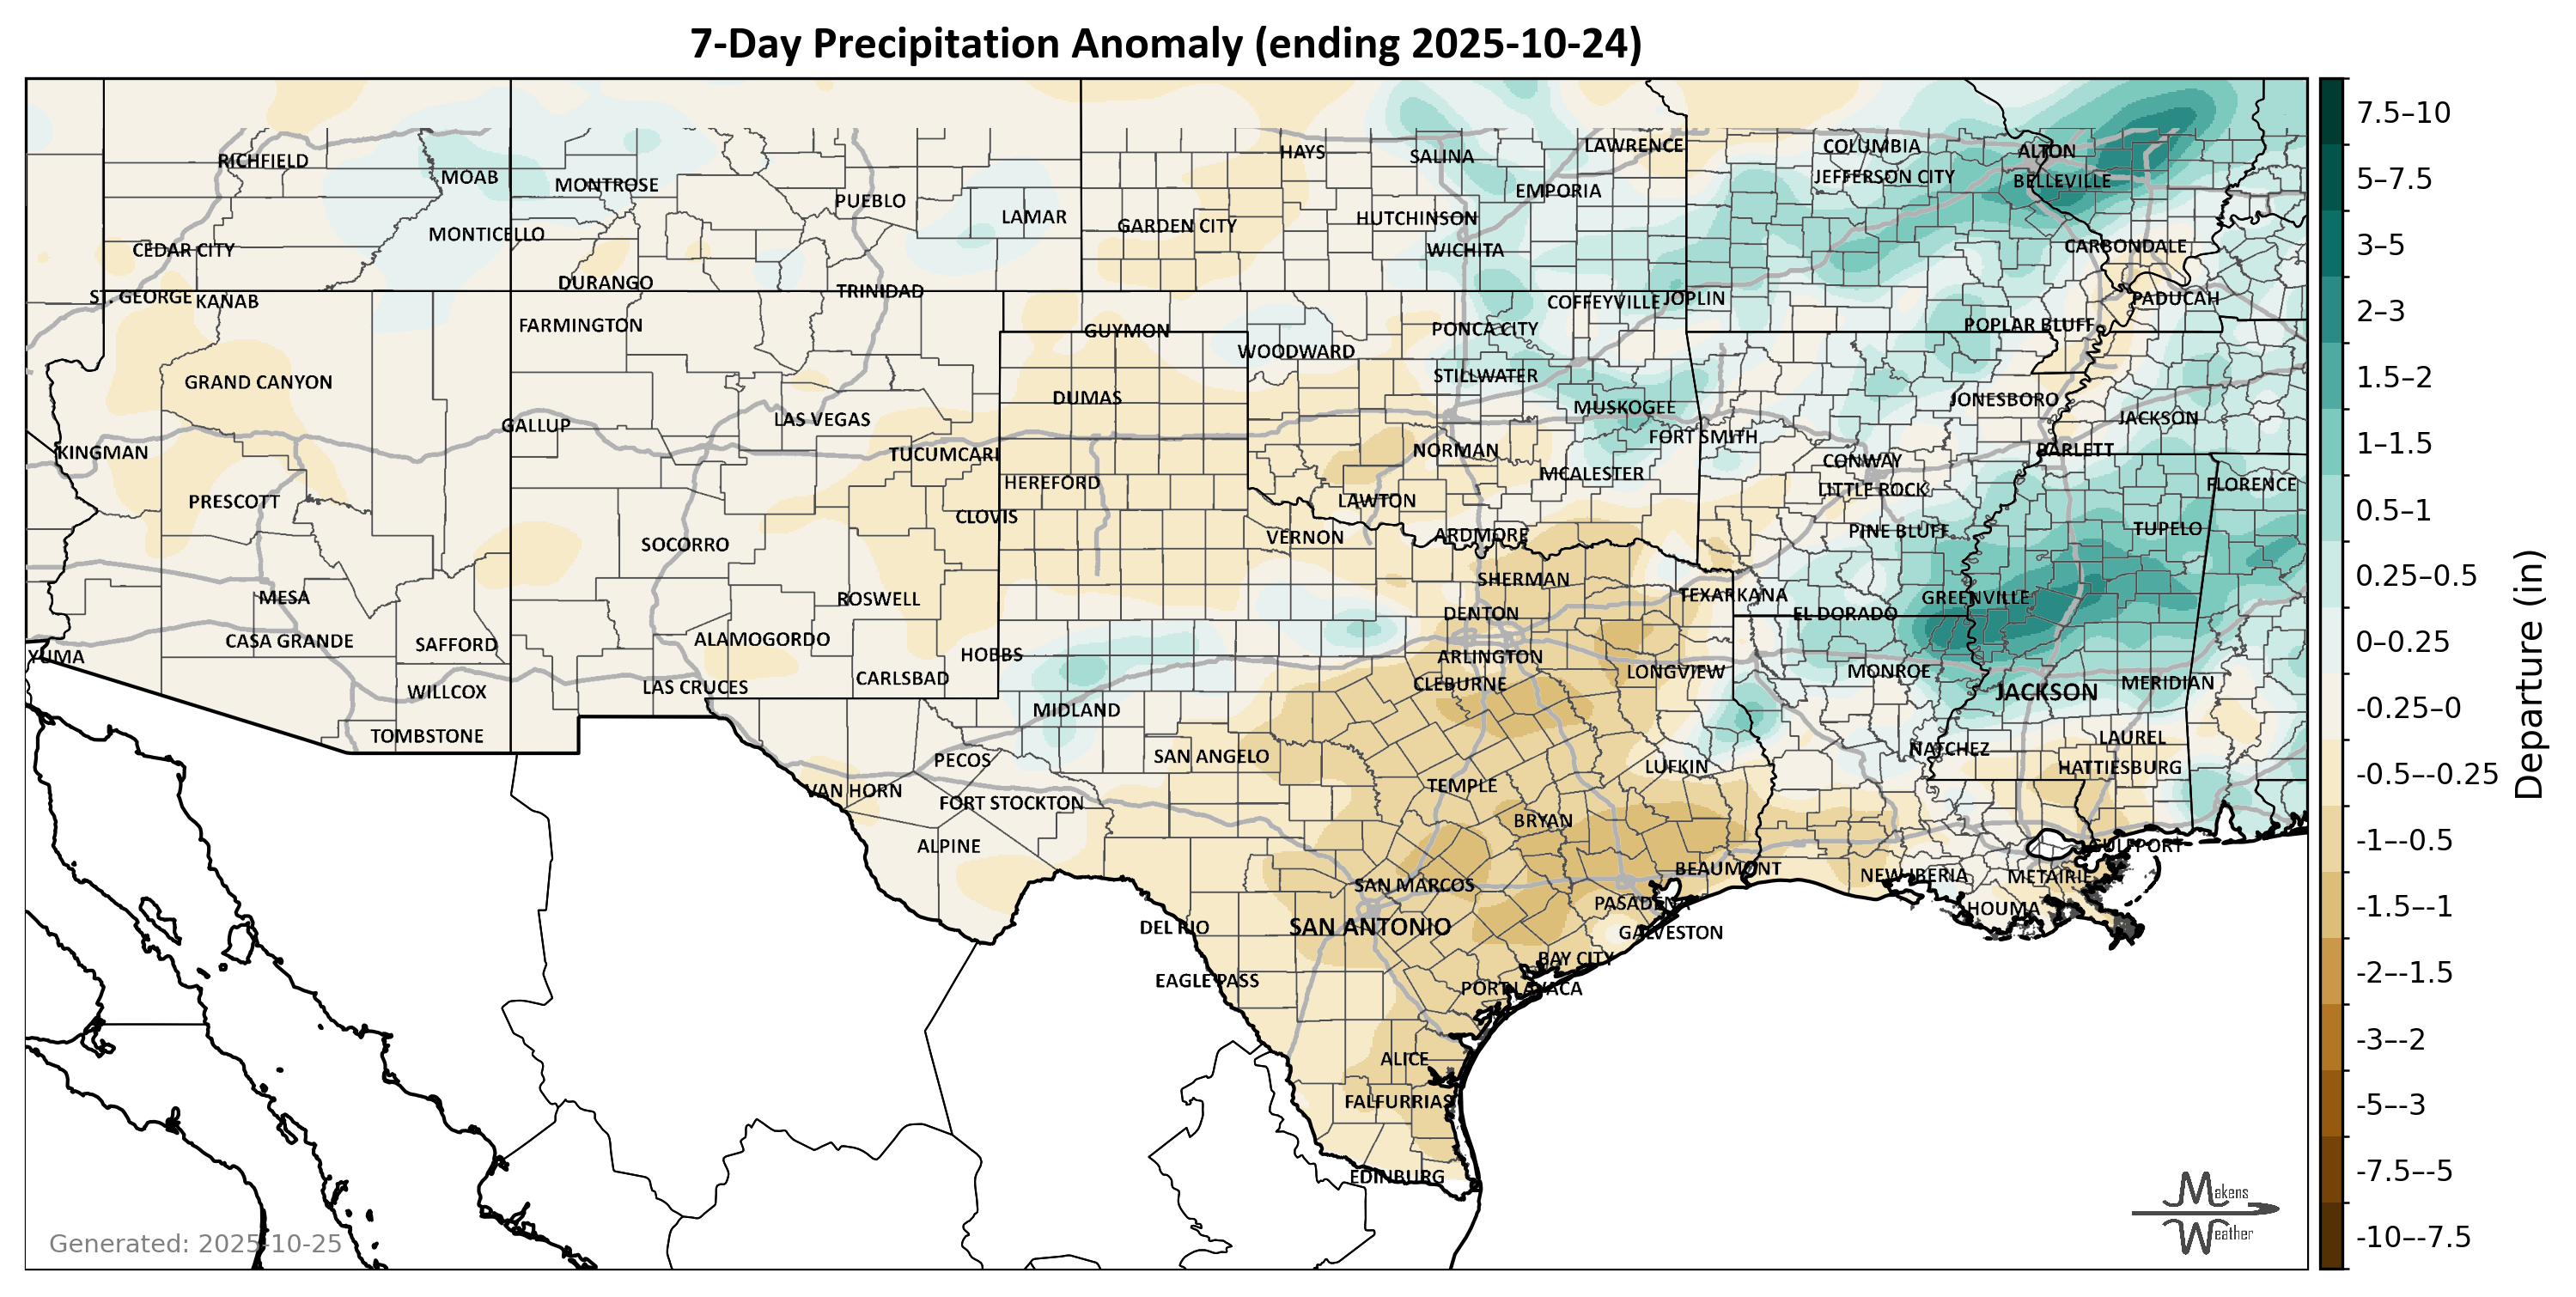 7-Day Precipitation Anomaly (ending 2025-10-24)
COLUMBIA
LAWRENCE
ALTON
HAYS
SALINA
RICHFIELD
MOAB
JEFFERSON CITY
BELLEVILLE
MONTROSE
EMPORIA
PUEBLO
LAMAR
HUTCHINSON
GARDEN CITY
MONTICELLO
CARBONDALE
CEDAR CITY
WICHITA
DURANGO
TRINIDAD
ST. GEORGE
KANAB
COFFEYVILLE
JOPLIN
PADUCAH
FARMINGTON
GUYMON
PONCA CITY
POPLAR BLUFF
WOODWARD
STILLWATER
GRAND CANYON
DUMAS
MUSKOGEE
JONESBORO
LAS VEGAS
JACKSON
GALLUP
FORT SMITH
KINGMAN
TUCUMCARI
NORMAN
BARLETT
CONWAY
MCALESTER
HEREFORD
LITTLE ROCK
FLORENCE
PRESCOTT
LAWTON
CLOVIS
TUPELO
PINE BLUFF
VERNON
ARDMORE
SOCORRO
SHERMAN
MESA
ROSWELL
TEXARKANA
GREENVILLE
DENTON
EL DORADO
CASA GRANDE
SAFFORD
ALAMOGORDO
HOBBS
YUMA
ARLINGTON
LONGVIEW
MONROE
CARLSBAD
CLEBURNE
MERIDIAN
LAS CRUCES
WILLCOX
JACKSON
MIDLAND
TOMBSTONE
LAUREL
NATCHEZ
SAN ANGELO
PECOS
LUFKIN
HATTIESBURG
TEMPLE
VAN HORN
FORT STOCKTON
BRYAN
ALPINE
GULFPORT
BEAUMONT
NEW IBERIA
METAIRIE
SAN MARCOS
PASADENA
HOUMA
DEL RIO
SAN ANTONIO
GALVESTON
BAY CITY
EAGLE PASS
PORT LAVACA
ALICE
FALFURRIAS
EDINBURG
Generated: 2025-10-25
Makens
Weather
7.5–10
5–7.5
3–5
2–3
1.5–2
1–1.5
0.5–1
0.25–0.5
0–0.25
-0.25–0
-0.5–-0.25
-1–-0.5
-1.5–-1
-2–-1.5
-3–-2
-5–-3
-7.5–-5
-10–-7.5
Departure (in)